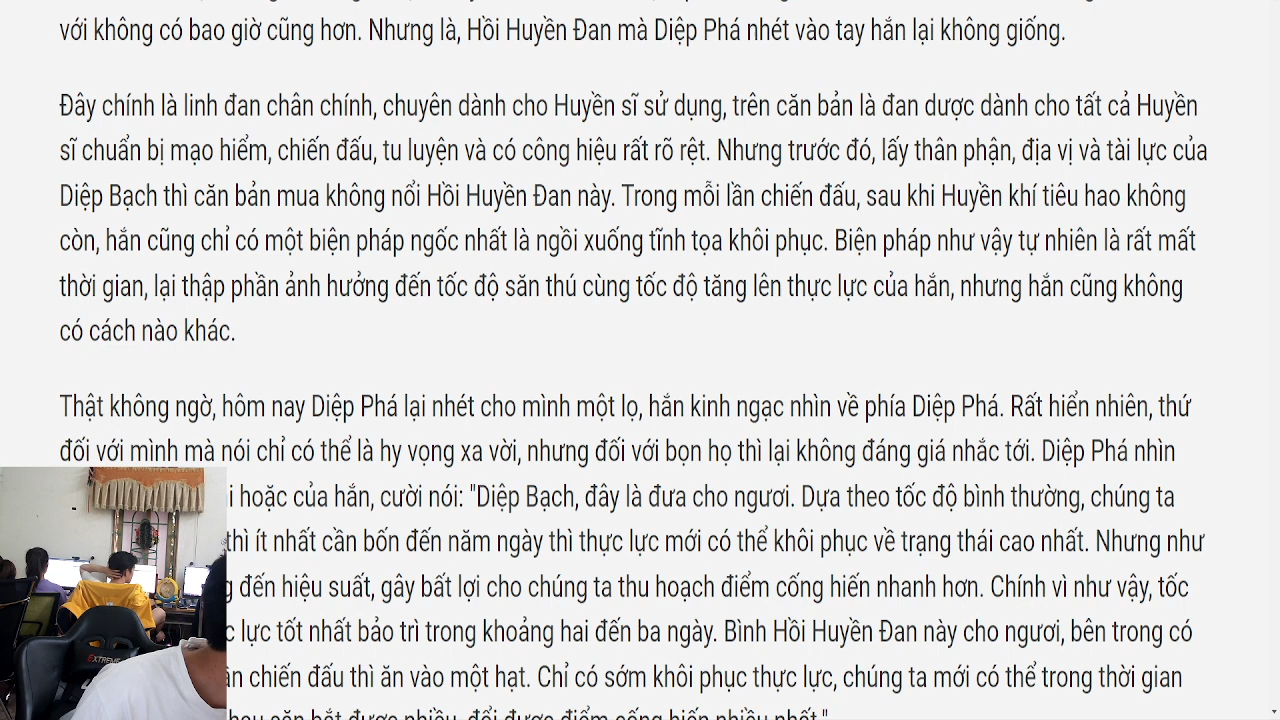 với không có bao giờ cũng hơn. Nhưng là, Hồi Huyền Đan mà Diệp Phá nhét vào tay hắn lại không giống.
Đây chính là linh đan chân chính, chuyên dành cho Huyền sĩ sử dụng, trên căn bản là đan dược dành cho tất cả Huyền
sĩ chuẩn bị mạo hiểm, chiến đấu, tu luyện và có công hiệu rất rõ rệt. Nhưng trước đó, lấy thân phận, địa vị và tài lực của
Diệp Bạch thì căn bản mua không nổi Hồi Huyền Đan này. Trong mỗi lần chiến đấu, sau khi Huyền khí tiêu hao không
còn, hắn cũng chỉ có một biện pháp ngốc nhất là ngồi xuống tĩnh tọa khôi phục. Biện pháp như vậy tự nhiên là rất mất
thời gian, lại thập phần ảnh hưởng đến tốc độ săn thú cùng tốc độ tăng lên thực lực của hắn, nhưng hắn cũng không
có cách nào khác.
Thật không ngờ, hôm nay Diệp Phá lại nhét cho mình một lọ, hắn kinh ngạc nhìn về phía Diệp Phá. Rất hiển nhiên, thứ
đối với mình mà nói chỉ có thể là hy vọng xa vời, nhưng đối với bọn họ thì lại không đáng giá nhắc tới. Diệp Phá nhìn
hoặc của hắn, cười nói: "Diệp Bạch, đây là đưa cho ngươi. Dựa theo tốc độ bình thường, chúng ta
thì ít nhất cần bốn đến năm ngày thì thực lực mới có thể khôi phục về trạng thái cao nhất. Nhưng như
đến hiệu suất, gây bất lợi cho chúng ta thu hoạch điểm cống hiến nhanh hơn. Chính vì như vậy, tốc
lực tốt nhất bảo trì trong khoảng hai đến ba ngày. Bình Hồi Huyền Đan này cho ngươi, bên trong có
chiến đấu thì ăn vào một hạt. Chỉ có sớm khôi phục thực lực, chúng ta mới có thể trong thời gian
săn bắt được nhiều, đổi được điểm cống hiến nhiều nhất."
EXTREME